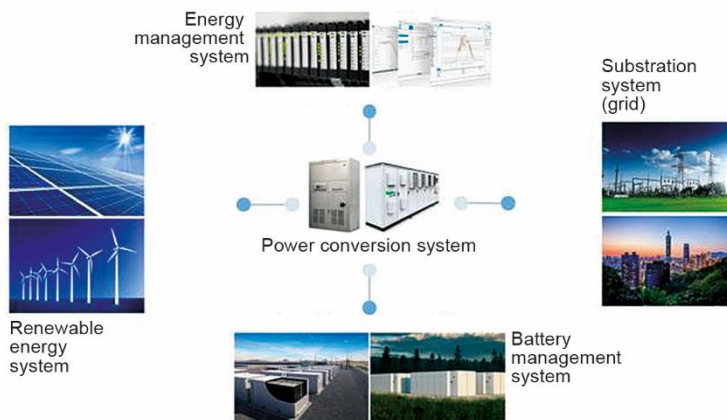 Energy
management
system
Substration
system
(grid)
Power conversion system
Renewable
energy
system
Battery
management
system